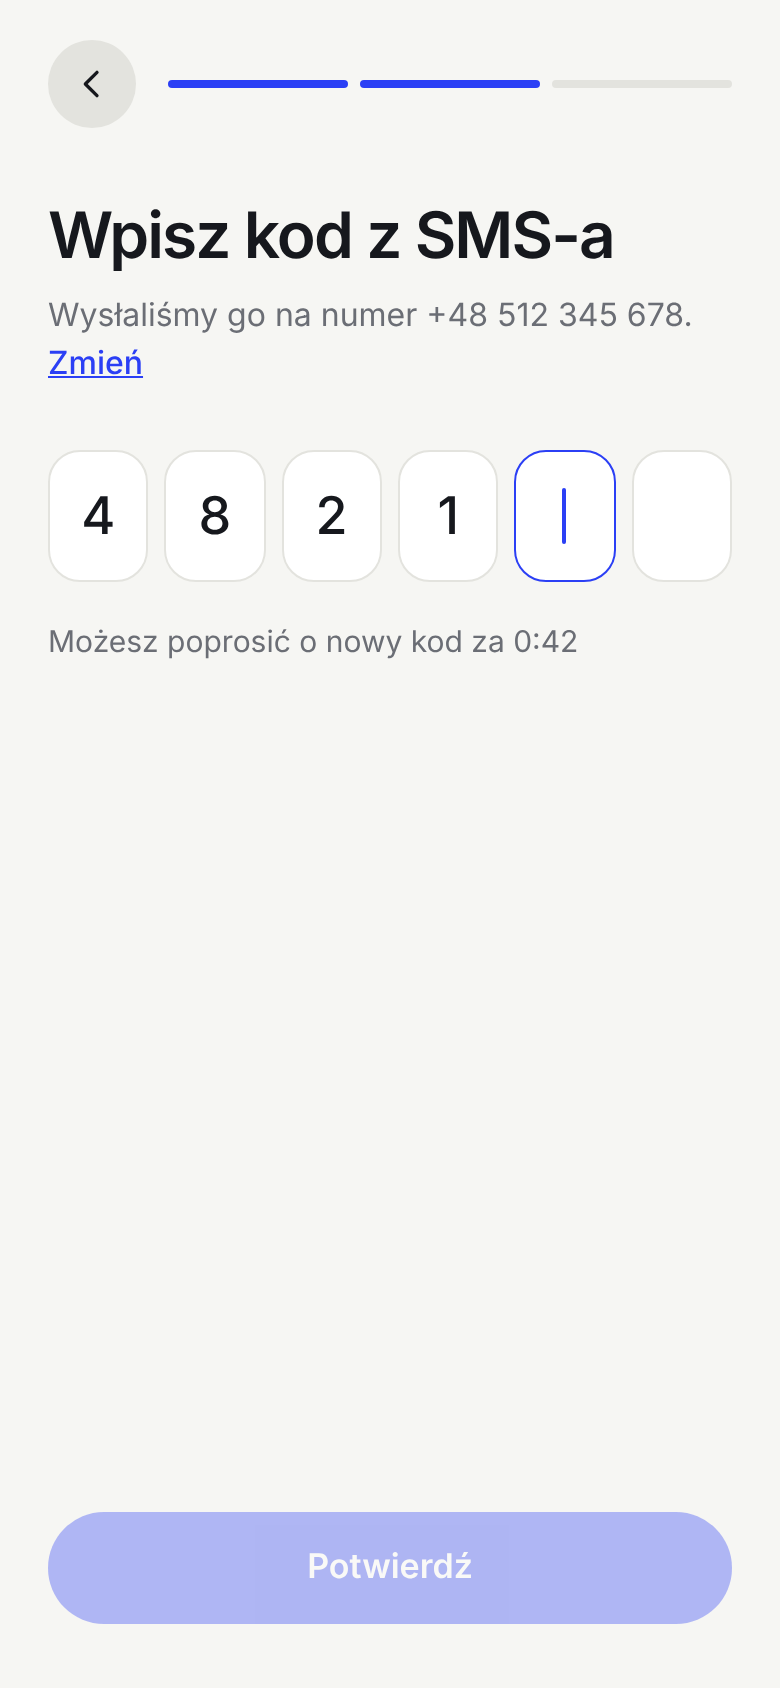 Wpisz kod z SMS-a
Wysłaliśmy go na numer +48 512 345 678.
Zmień
4 8 2 1
Możesz poprosić o nowy kod za 0:42
Potwierdź